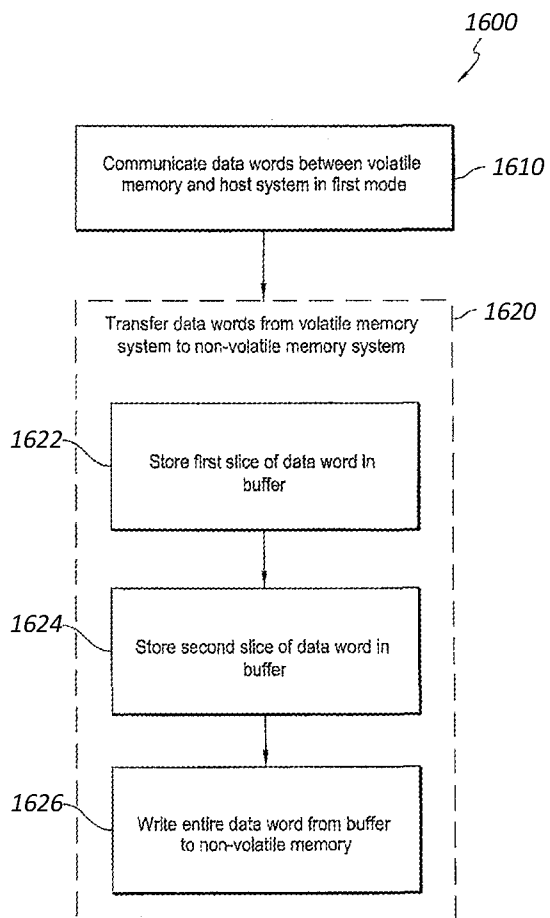 1600
Communicate data words between volatile
memory and host system in first mode
1610
Transfer data words from volatile memory
system to non-volatile memory system
1620
1622
Store first slice of data word in
buffer
1624
Store second slice of data word in
buffer
1626
Write entire data word from buffer
to non-volatile memory